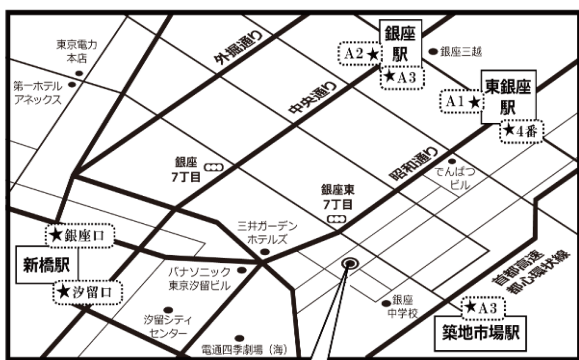 東京電力
本店
第一ホテル
アネックス
外堀通り
中央通り
昭和通り
銀座
駅
A2★
★A3
銀座三越
東銀座
駅
A1★
★4番
でんぱつ
ビル
銀座
7丁目
銀座東
7丁目
三井ガーデン
ホテルズ
★銀座口
新橋駅
★汐留口
パナソニック
東京汐留ビル
汐留シティ
センター
電通四季劇場（海）
銀座
中学校
首都高速
都心環状線
★A3
築地市場駅